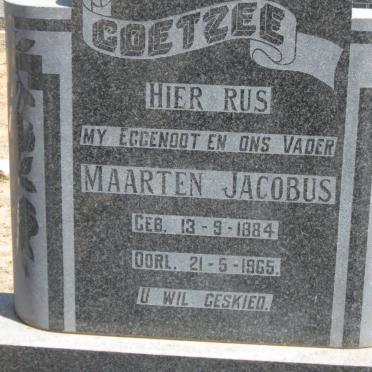 COETZEE
HIER RUS
MY EGGENOOT EN ONS VADER
MAARTEN JACOBUS
GEB. 13-9-1884
OORL. 21-5-1965.
U WIL GESKIED.